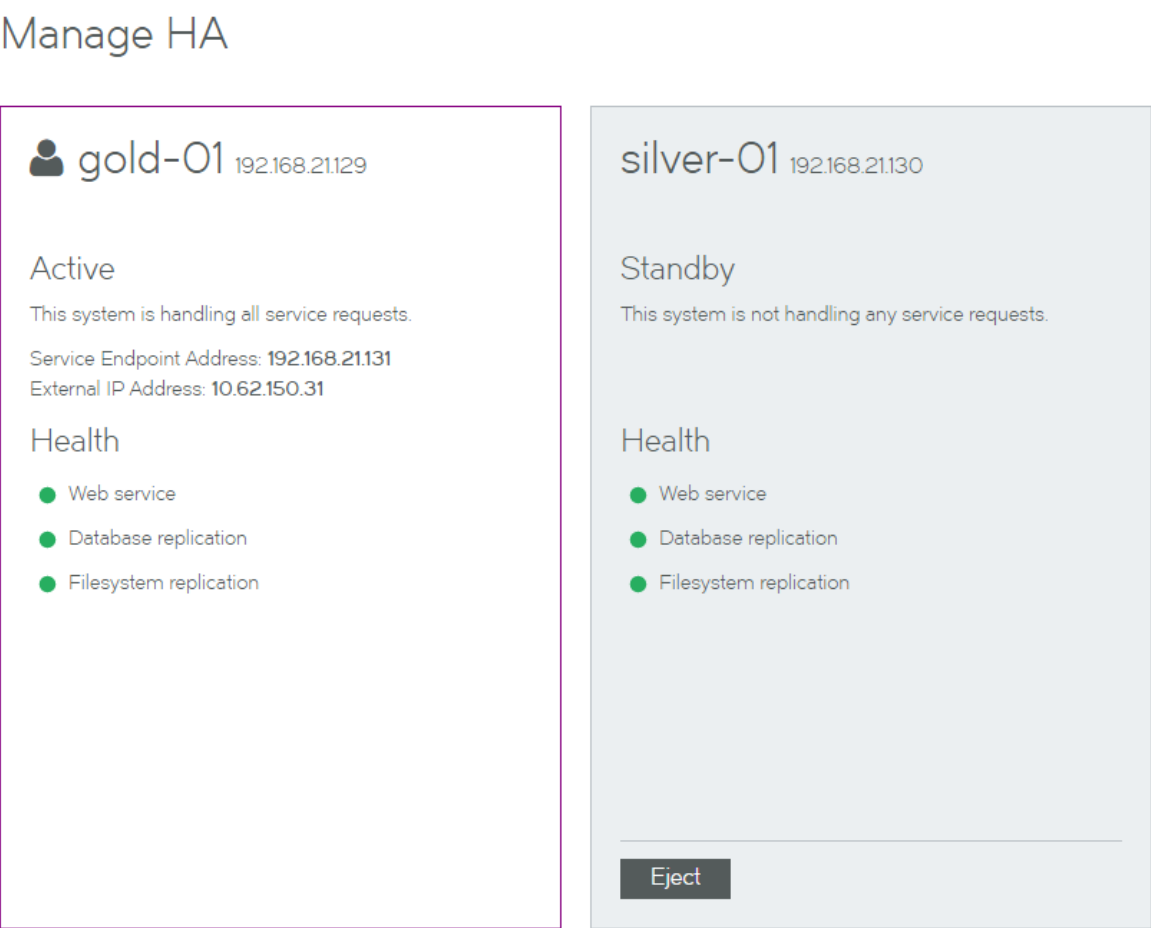 Manage HA
gold-01 192.168.21.129
Active
This system is handling all service requests.
Service Endpoint Address: 192.168.21.131
External IP Address: 10.62.150.31
Health
Web service
Database replication
Filesystem replication
silver-01 192.168.21.130
Standby
This system is not handling any service requests.
Health
Web service
Database replication
Filesystem replication
Eject